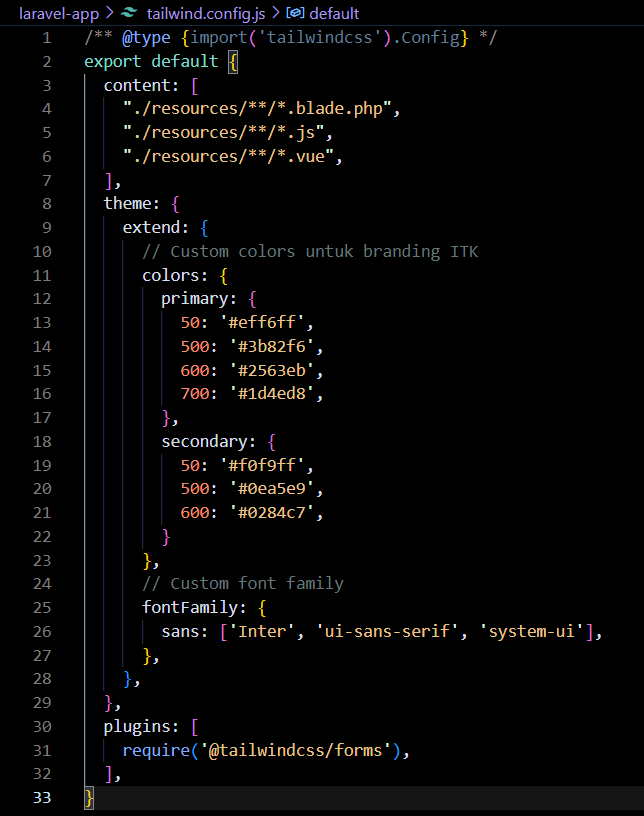 laravel-app > tailwind.config.js > default
1 /** @type {import('tailwindcss').Config} */
2 export default {
3 content: [
4 "./resources/**/*.blade.php",
5 "./resources/**/*.js",
6 "./resources/**/*.vue",
7 ],
8 theme: {
9 extend: {
10 // Custom colors untuk branding ITK
11 colors: {
12 primary: {
13 50: '#eff6ff',
14 500: '#3b82f6',
15 600: '#2563eb',
16 700: '#1d4ed8',
17 },
18 secondary: {
19 50: '#f0f9ff',
20 500: '#0ea5e9',
21 600: '#0284c7',
22 }
23 },
24 // Custom font family
25 fontFamily: {
26 sans: ['Inter', 'ui-sans-serif', 'system-ui'],
27 },
28 },
29 },
30 plugins: [
31 require('@tailwindcss/forms'),
32 ],
33 }